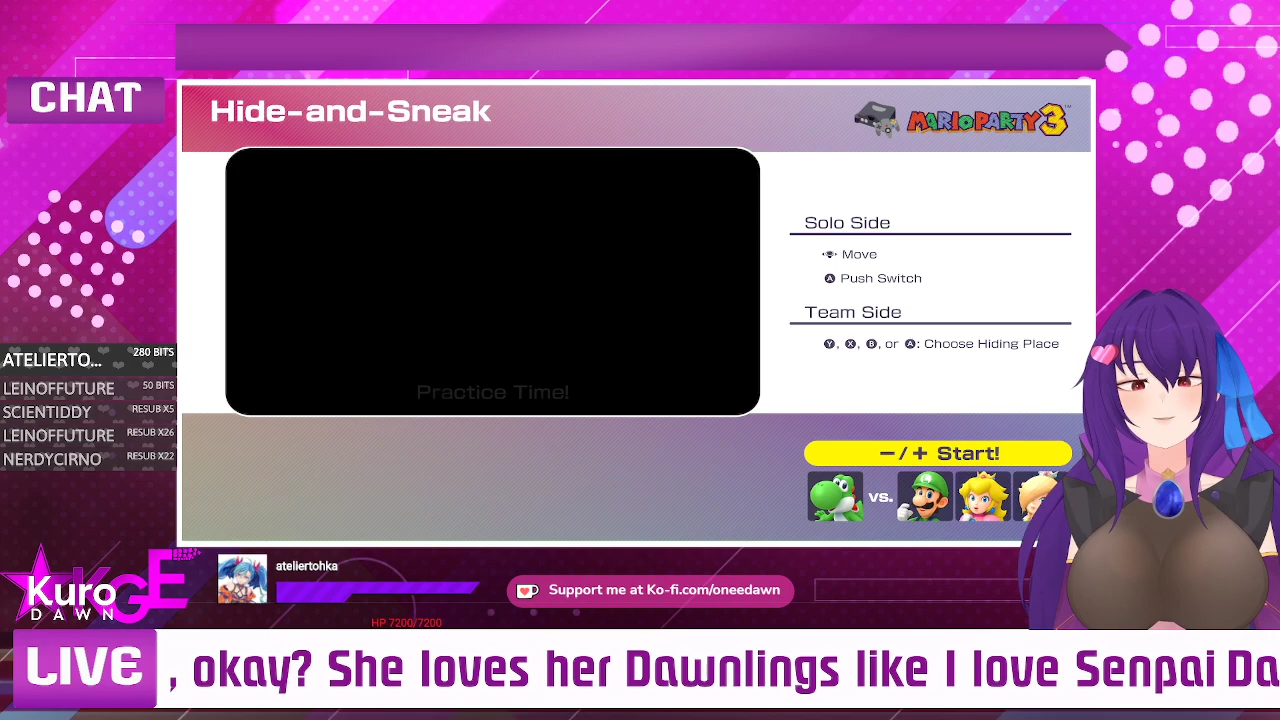 CHAT
Hide-and-Sneak
MARIO PARTY 3™
Solo Side
Move
A Push Switch
Team Side
Y, X, B, or A: Choose Hiding Place
Practice Time!
−/+ Start!
vs.
ATELIERTO... 280 BITS
LEINOFFUTURE 50 BITS
SCIENTIDDY RESUB X5
LEINOFFUTURE RESUB X26
NERDYCIRNO RESUB X22
KGE
Kuro
DAWN
ateliertohka
HP 7200/7200
Support me at Ko-fi.com/oneedawn
LIVE
, okay? She loves her Dawnlings like I love Senpai Da